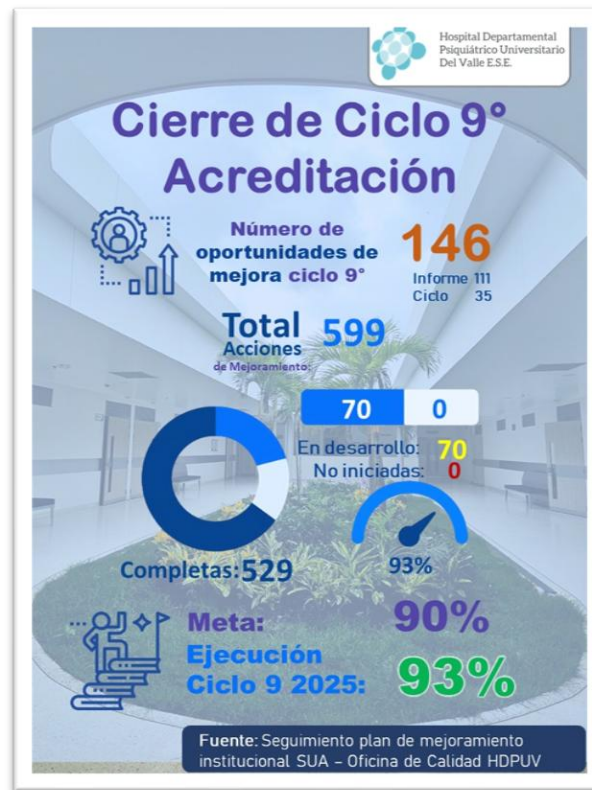 Hospital Departamental
Psiquiátrico Universitario
Del Valle E.S.E.
Cierre de Ciclo 9°
Acreditación
Número de
oportunidades de
mejora ciclo 9°
146
Informe 111
Ciclo 35
Total
Acciones
de Mejoramiento:
599
70 0
En desarrollo: 70
No iniciadas: 0
Completas: 529
93%
Meta: 90%
Ejecución
Ciclo 9 2025: 93%
Fuente: Seguimiento plan de mejoramiento
institucional SUA – Oficina de Calidad HDPUV